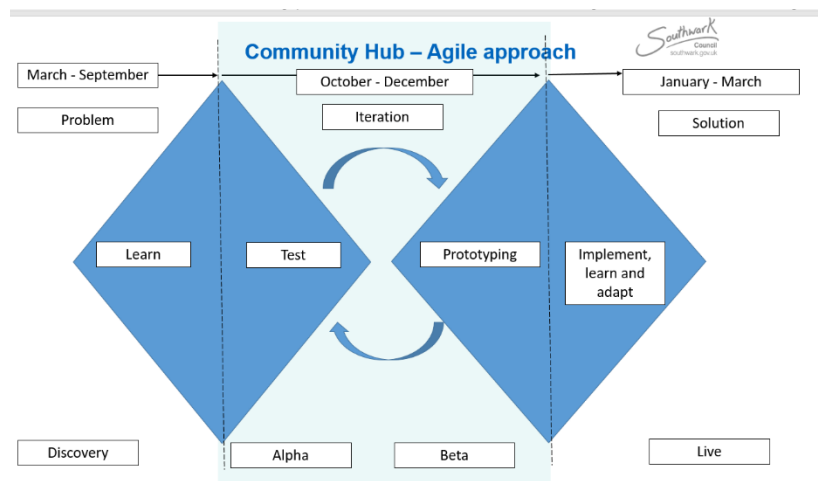 Community Hub – Agile approach
Southwark
Council
southwark.gov.uk
March - September
October - December
January - March
Problem
Iteration
Solution
Learn
Test
Prototyping
Implement,
learn and
adapt
Discovery
Alpha
Beta
Live